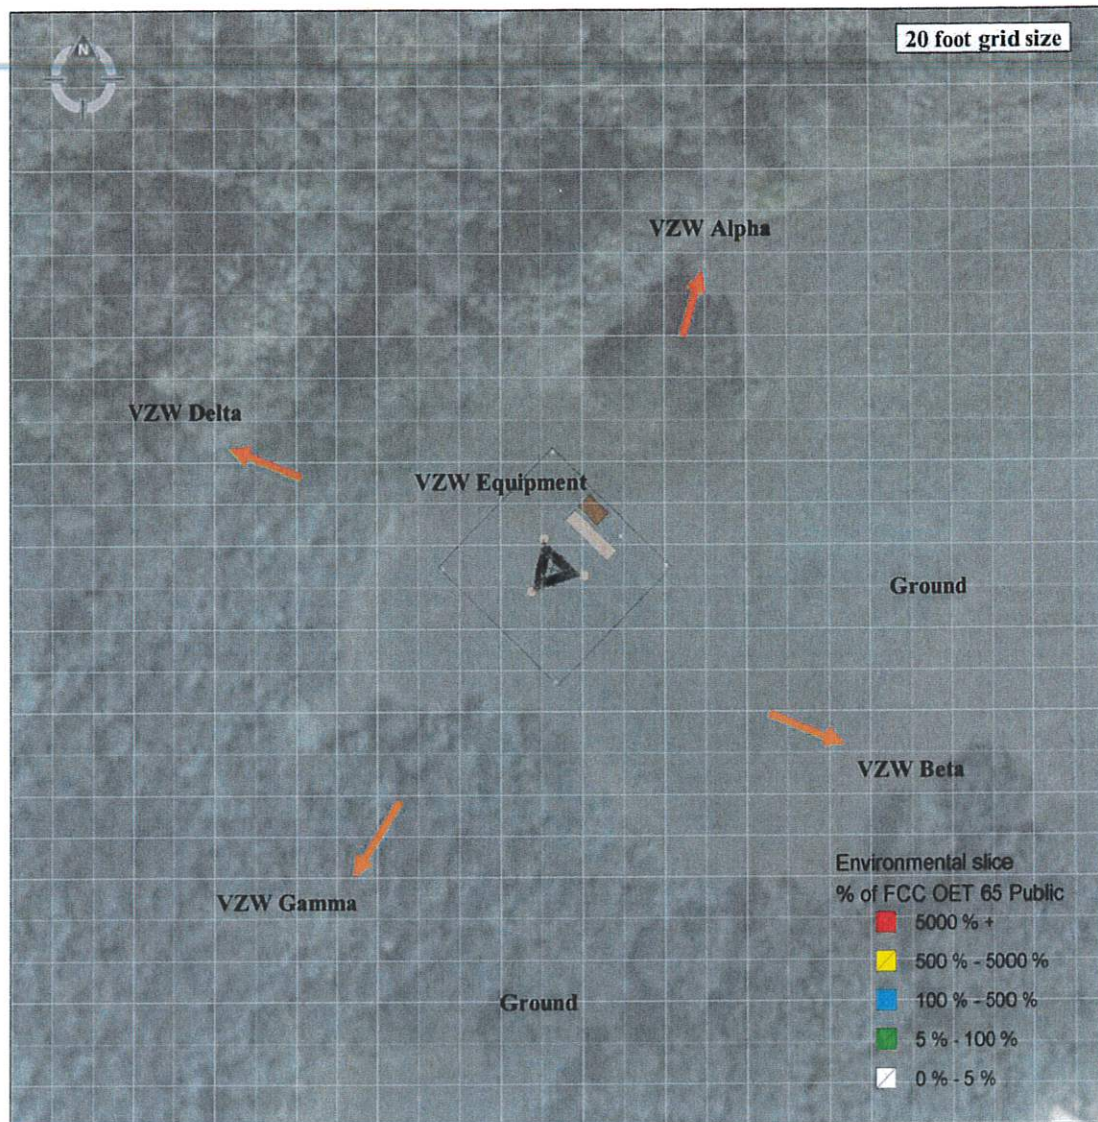 N
20 foot grid size
VZW Alpha
VZW Delta
VZW Equipment
Ground
VZW Beta
VZW Gamma
Ground
Environmental slice
% of FCC OET 65 Public
5000 % +
500 % - 5000 %
100 % - 500 %
5 % - 100 %
0 % - 5 %